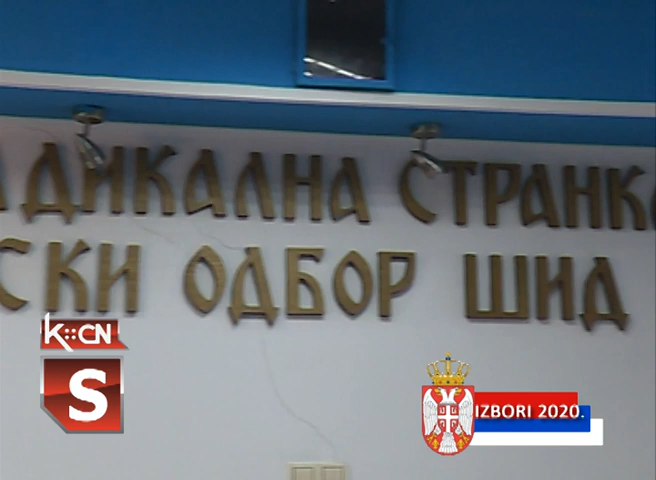 АДИКАЛНА СТРАНКА
СКИ ОДБОР ШИД
K::CN
S
IZBORI 2020.